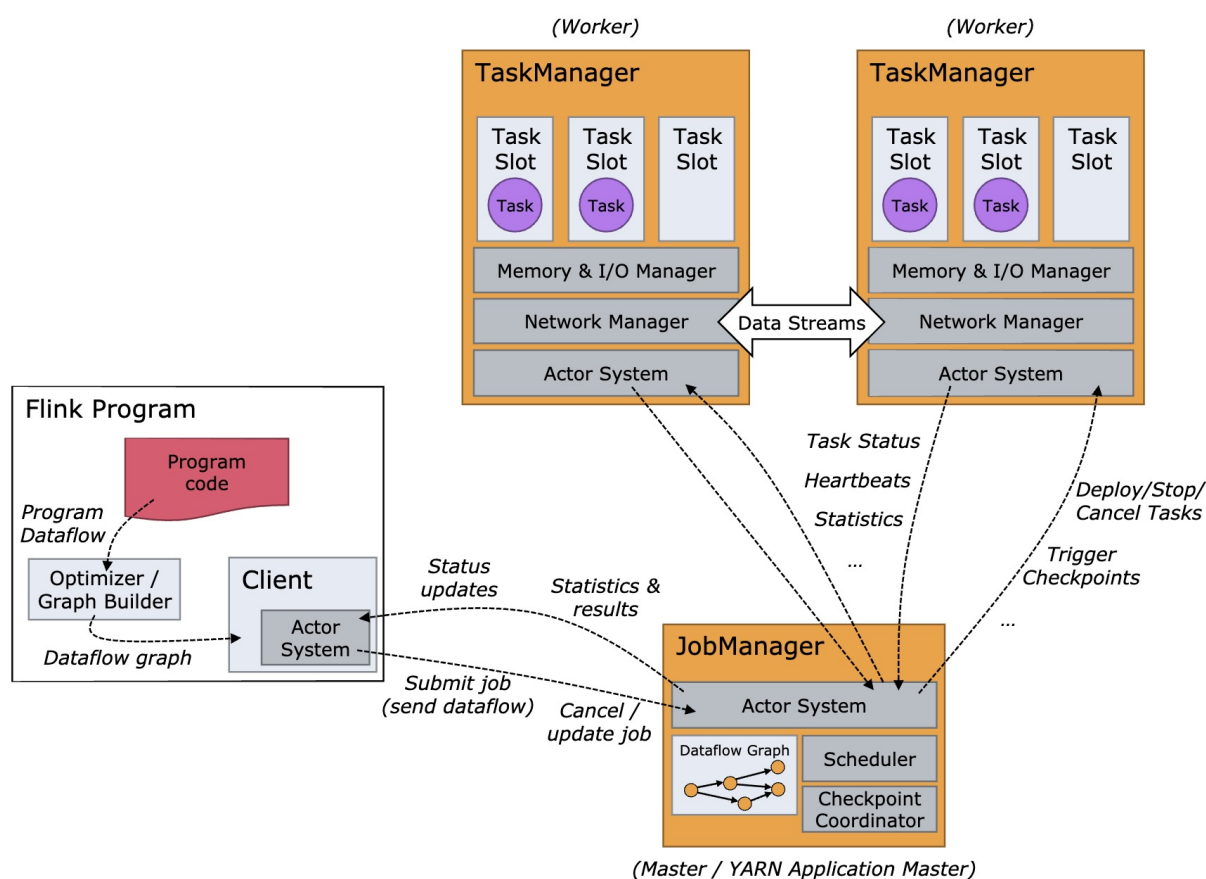 (Worker)
TaskManager
Task
Slot
Task
Task
Slot
Task
Task
Slot
Memory & I/O Manager
Network Manager
Actor System
(Worker)
TaskManager
Task
Slot
Task
Task
Slot
Task
Task
Slot
Memory & I/O Manager
Network Manager
Actor System
Data Streams
Flink Program
Program
code
Program
Dataflow
Optimizer /
Graph Builder
Dataflow graph
Client
Actor
System
Status
updates
Statistics &
results
Submit job
(send dataflow)
Cancel /
update job
Task Status
Heartbeats
Statistics
...
Deploy/Stop/
Cancel Tasks
Trigger
Checkpoints
...
JobManager
Actor System
Dataflow Graph
Scheduler
Checkpoint
Coordinator
(Master / YARN Application Master)